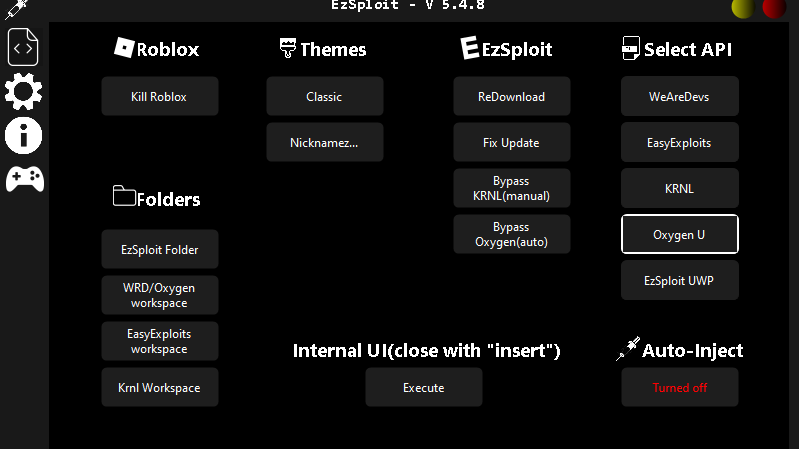 EzSploit - V 5.4.8
Roblox
Kill Roblox
Themes
Classic
Nicknamez...
EzSploit
ReDownload
Fix Update
Bypass
KRNL(manual)
Bypass
Oxygen(auto)
Select API
WeAreDevs
EasyExploits
KRNL
Oxygen U
EzSploit UWP
Folders
EzSploit Folder
WRD/Oxygen
workspace
EasyExploits
workspace
Krnl Workspace
Internal UI(close with "insert")
Execute
Auto-Inject
Turned off